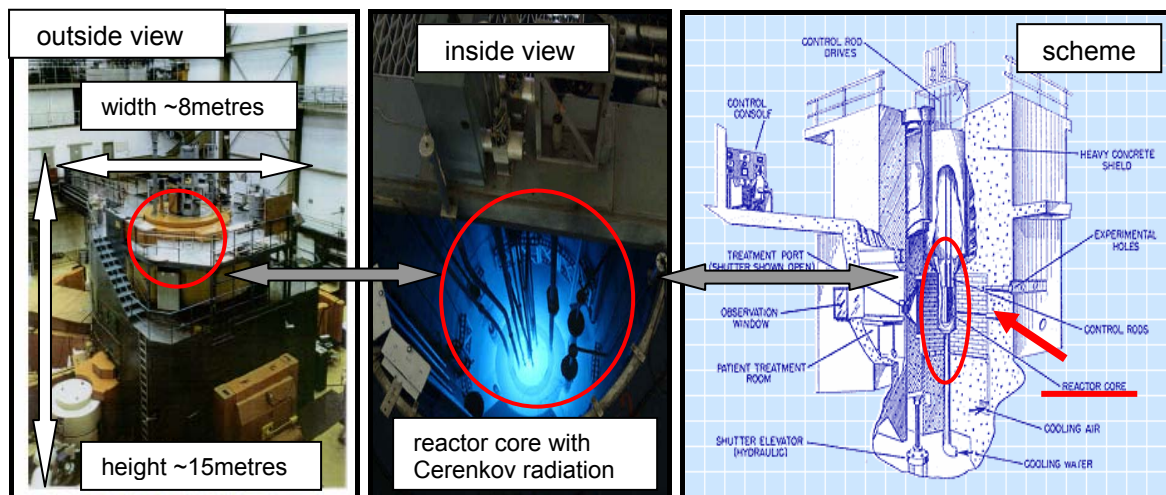 outside view
width ~8metres
height ~15metres
inside view
reactor core with
Cerenkov radiation
scheme
CONTROL ROD
DRIVES
CONTROL
CONSOLE
HEAVY CONCRETE
SHIELD
EXPERIMENTAL
HOLES
TREATMENT PORT
(SHUTTER SHOWN OPEN)
OBSERVATION
WINDOW
CONTROL RODS
PATIENT TREATMENT
ROOM
REACTOR CORE
COOLING AIR
SHUTTER ELEVATOR
(HYDRAULIC)
COOLING WATER